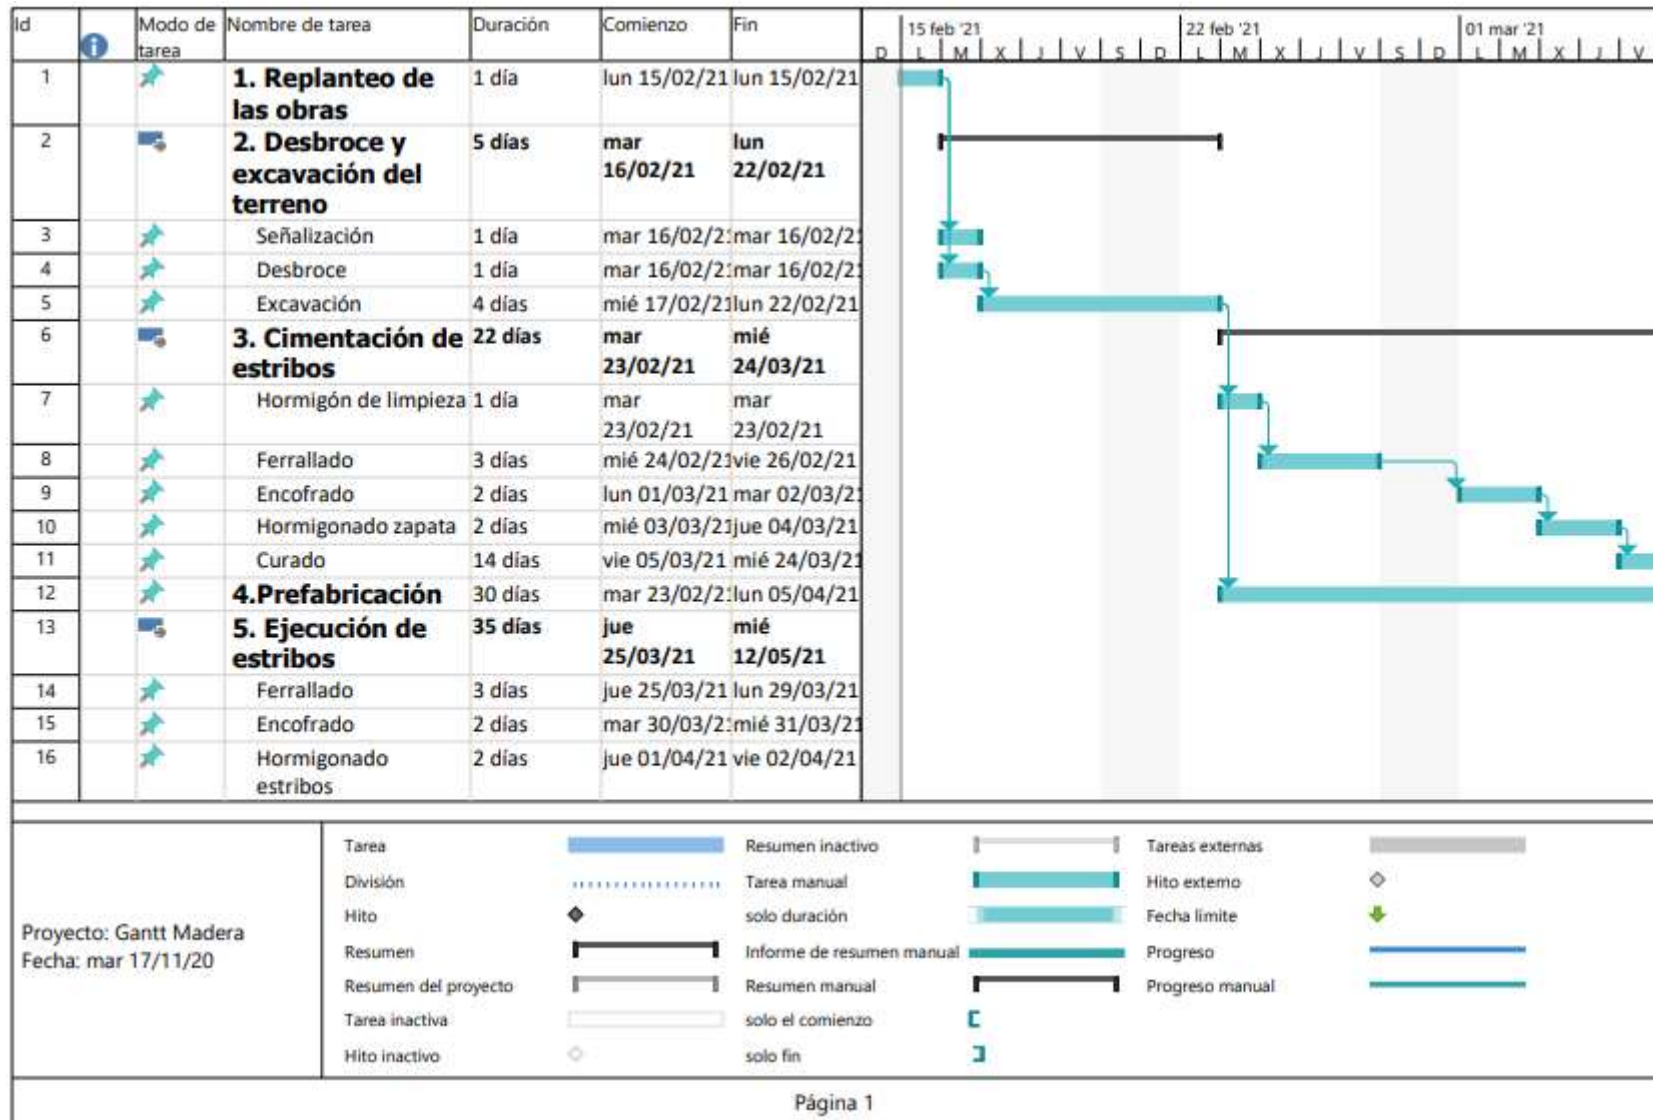 Id Modo de tarea Nombre de tarea Duración Comienzo Fin 15 feb '21 22 feb '21 01 mar '21
D L M X J V S D L M X J V S D L M X J V
1 1. Replanteo de las obras 1 día lun 15/02/21 lun 15/02/21
2 2. Desbroce y excavación del terreno 5 días mar 16/02/21 lun 22/02/21
3 Señalización 1 día mar 16/02/21 mar 16/02/21
4 Desbroce 1 día mar 16/02/21 mar 16/02/21
5 Excavación 4 días mié 17/02/21 lun 22/02/21
6 3. Cimentación de estribos 22 días mar 23/02/21 mié 24/03/21
7 Hormigón de limpieza 1 día mar 23/02/21 mar 23/02/21
8 Ferrallado 3 días mié 24/02/21 vie 26/02/21
9 Encofrado 2 días lun 01/03/21 mar 02/03/21
10 Hormigonado zapata 2 días mié 03/03/21 jue 04/03/21
11 Curado 14 días vie 05/03/21 mié 24/03/21
12 4.Prefabricación 30 días mar 23/02/21 lun 05/04/21
13 5. Ejecución de estribos 35 días jue 25/03/21 mié 12/05/21
14 Ferrallado 3 días jue 25/03/21 lun 29/03/21
15 Encofrado 2 días mar 30/03/21 mié 31/03/21
16 Hormigonado estribos 2 días jue 01/04/21 vie 02/04/21
Proyecto: Gantt Madera
Fecha: mar 17/11/20
Tarea
División
Hito
Resumen
Resumen del proyecto
Tarea inactiva
Hito inactivo
Resumen inactivo
Tarea manual
solo duración
Informe de resumen manual
Resumen manual
solo el comienzo
solo fin
Tareas externas
Hito externo
Fecha límite
Progreso
Progreso manual
Página 1